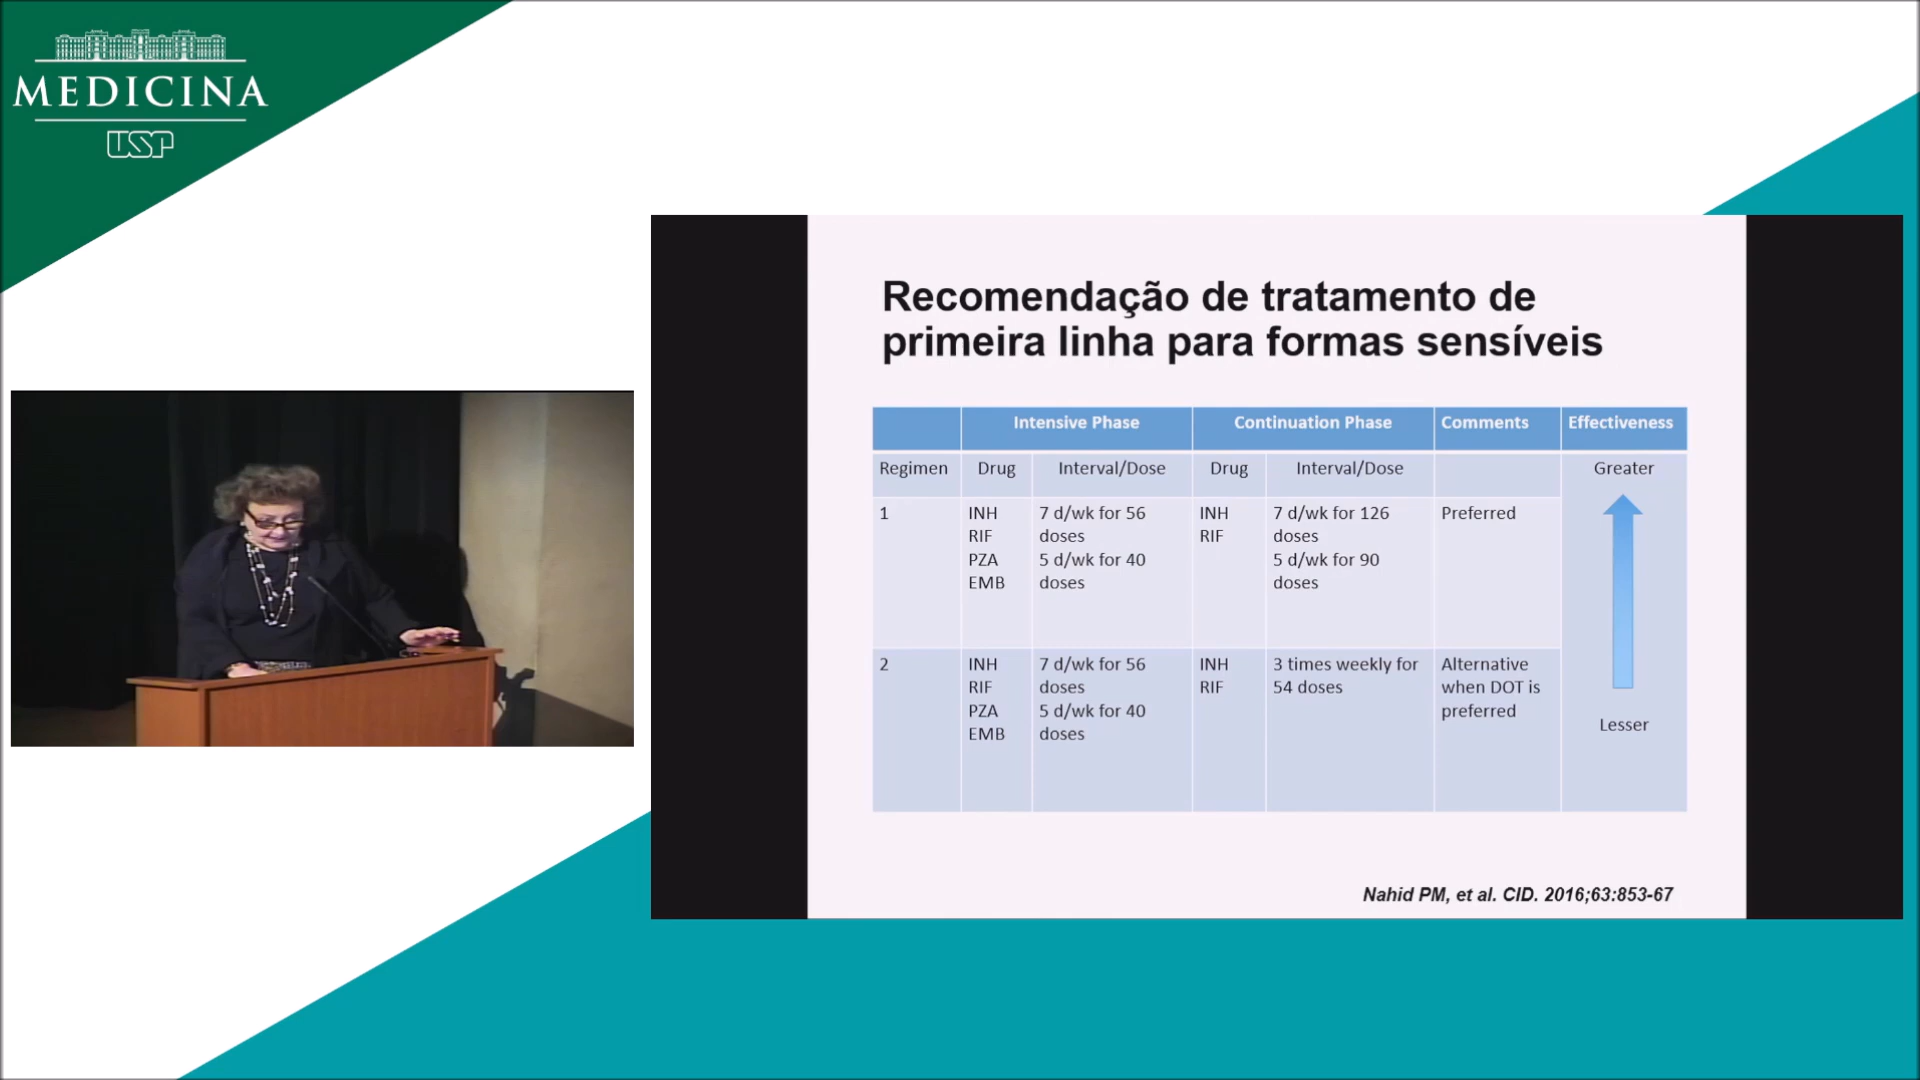 MEDICINA
USP
Recomendação de tratamento de
primeira linha para formas sensíveis
Intensive Phase Continuation Phase Comments Effectiveness
Regimen Drug Interval/Dose Drug Interval/Dose Greater
1
INH
RIF
PZA
EMB
7 d/wk for 56
doses
5 d/wk for 40
doses
INH
RIF
7 d/wk for 126
doses
5 d/wk for 90
doses
Preferred
2
INH
RIF
PZA
EMB
7 d/wk for 56
doses
5 d/wk for 40
doses
INH
RIF
3 times weekly for
54 doses
Alternative
when DOT is
preferred
Lesser
Nahid PM, et al. CID. 2016;63:853-67